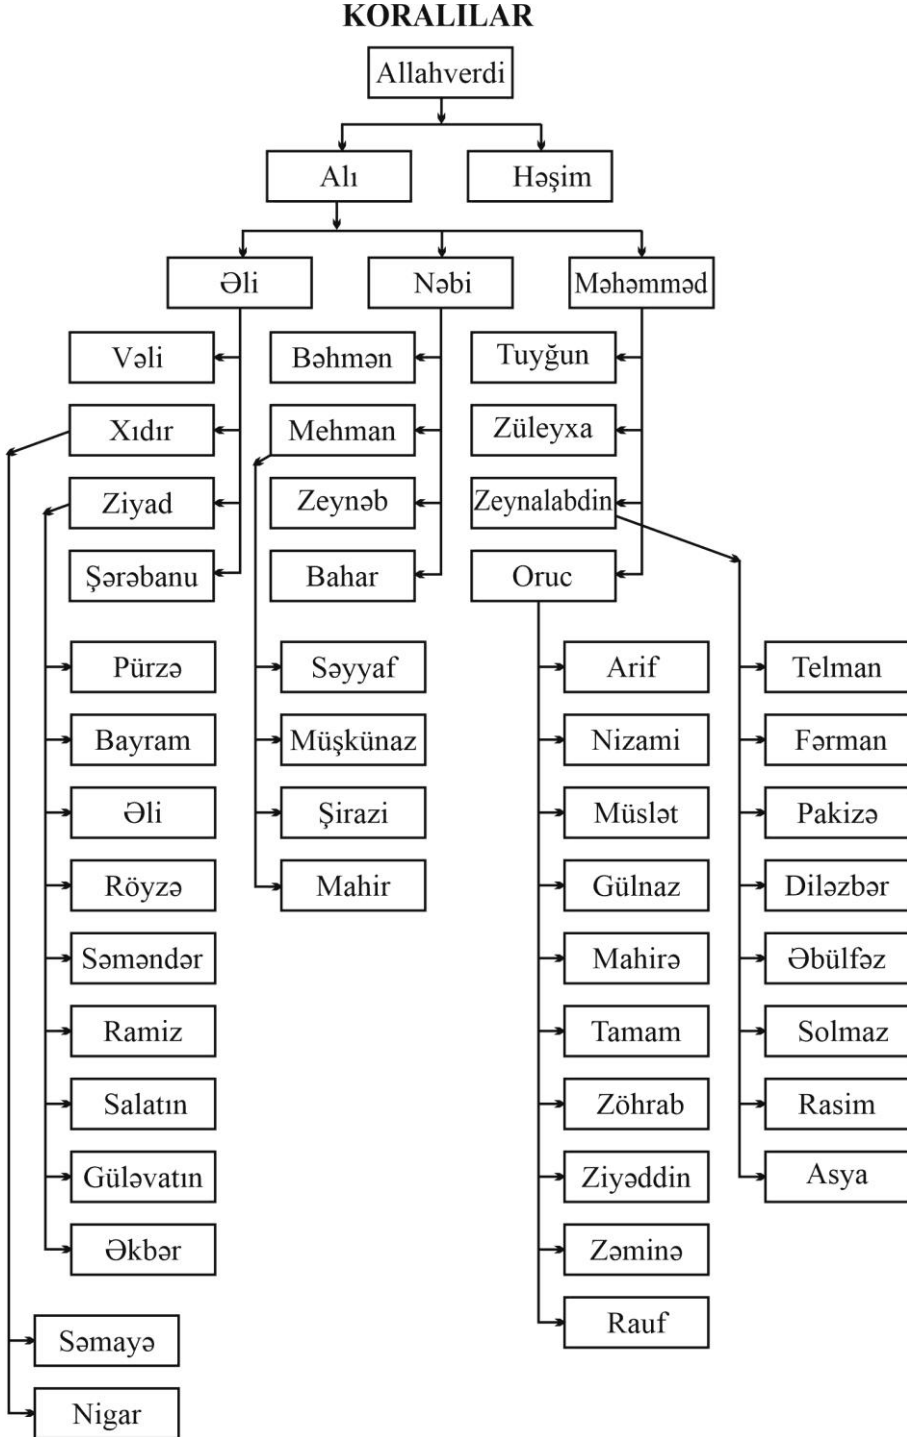 KORALILAR
Allahverdi
Alı
Həşim
Əli
Nəbi
Məhəmməd
Vəli
Bəhmən
Tuyğun
Xıdır
Mehman
Züleyxa
Ziyad
Zeynəb
Zeynalabdin
Şərəbanu
Bahar
Oruc
Pürzə
Səyyaf
Arif
Telman
Bayram
Müşkünaz
Nizami
Fərman
Əli
Şirazi
Müslət
Pakizə
Röyzə
Mahir
Gülnaz
Diləzbər
Səməndər
Mahirə
Əbülfəz
Ramiz
Tamam
Solmaz
Salatın
Zöhrab
Rasim
Güləvatın
Ziyəddin
Asya
Əkbər
Zəminə
Rauf
Səmayə
Nigar